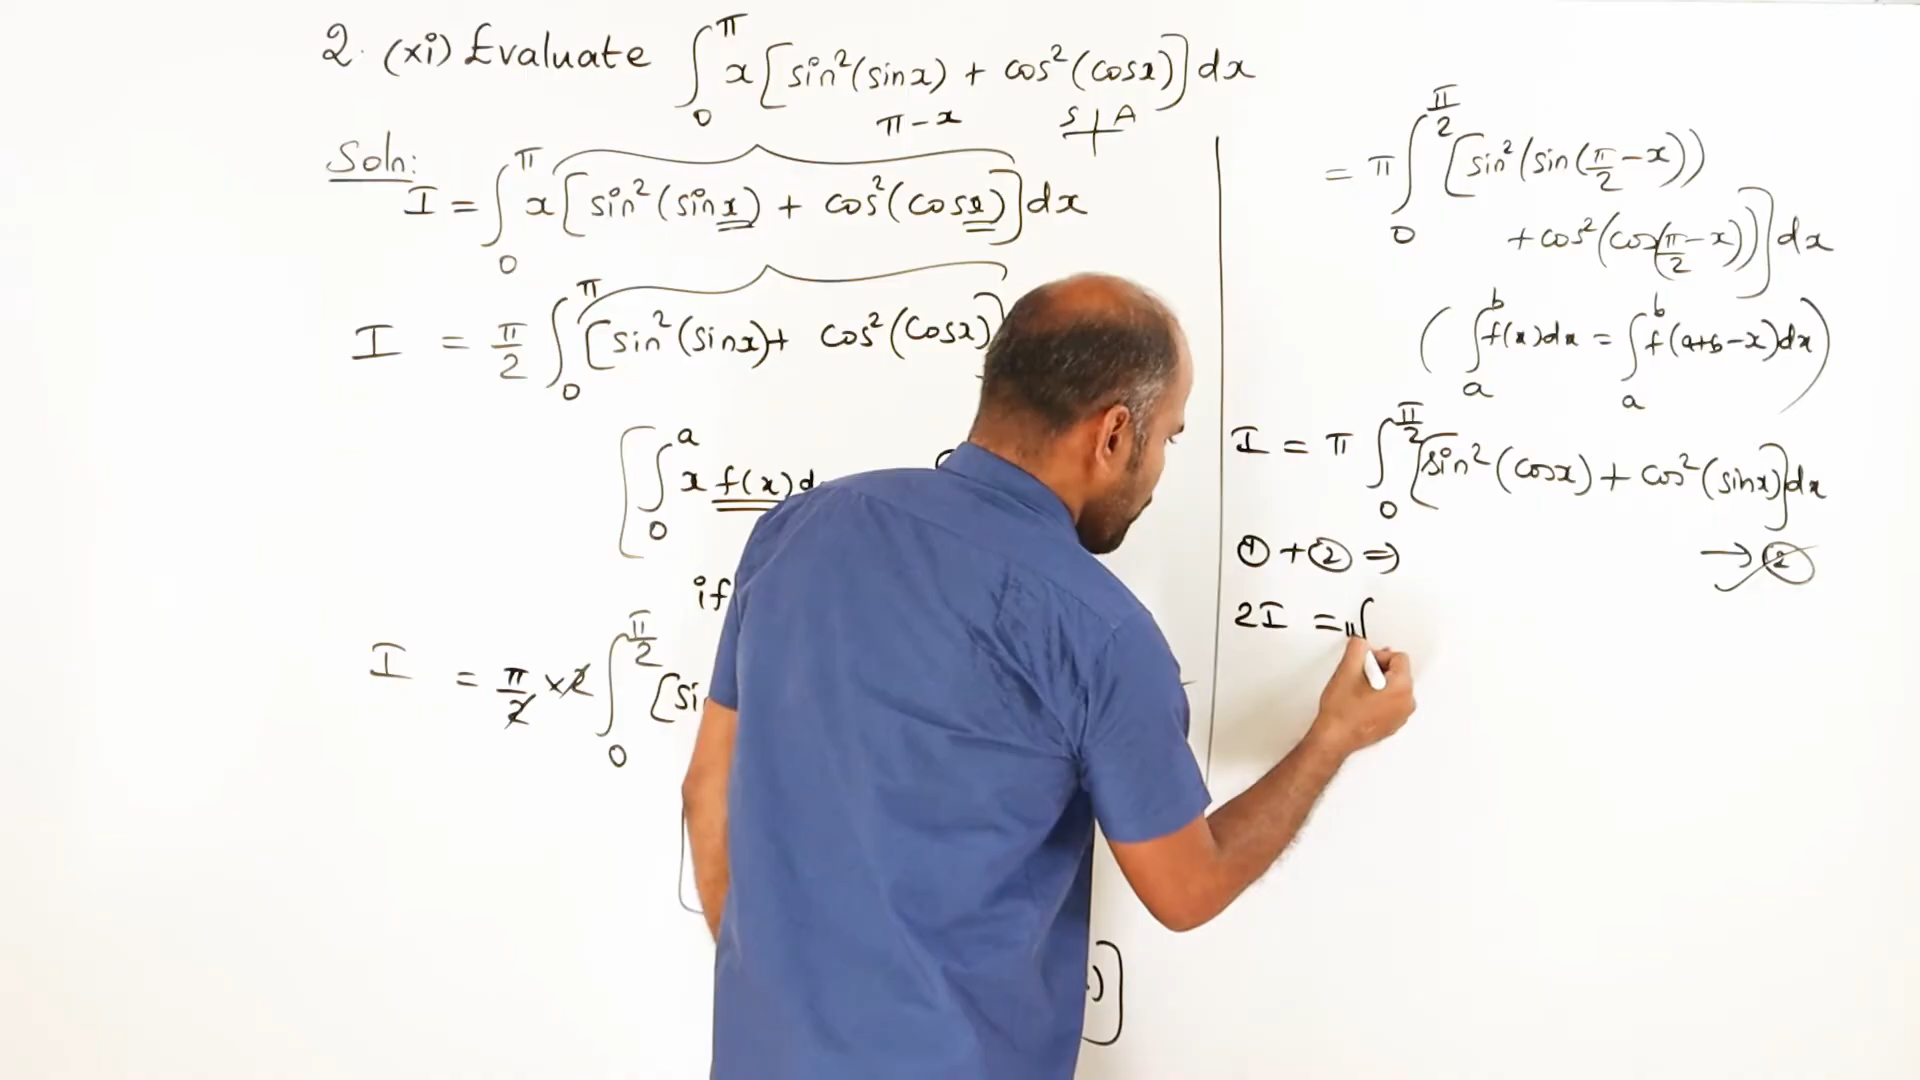 2. (xi) Evaluate ∫₀^π x[sin²(sinx) + cos²(cosx)]dx
π-x S A
Soln:
I = ∫₀^π x[sin²(sinx) + cos²(cosx)]dx
I = π/2 ∫₀^π [sin²(sinx)+ cos²(cosx)]
[∫₀^a x f(x)d
if
I = π/2 ×2 ∫₀^(π/2) [si
)]
= π ∫₀^(π/2) [sin²(sin(π/2-x))
+cos²(cos(π/2-x))]dx
(∫ₐ^b f(x)dx = ∫ₐ^b f(a+b-x)dx)
I = π ∫₀^(π/2) [sin²(cosx)+cos²(sinx)]dx
①+②⇒ →②
2I =π∫